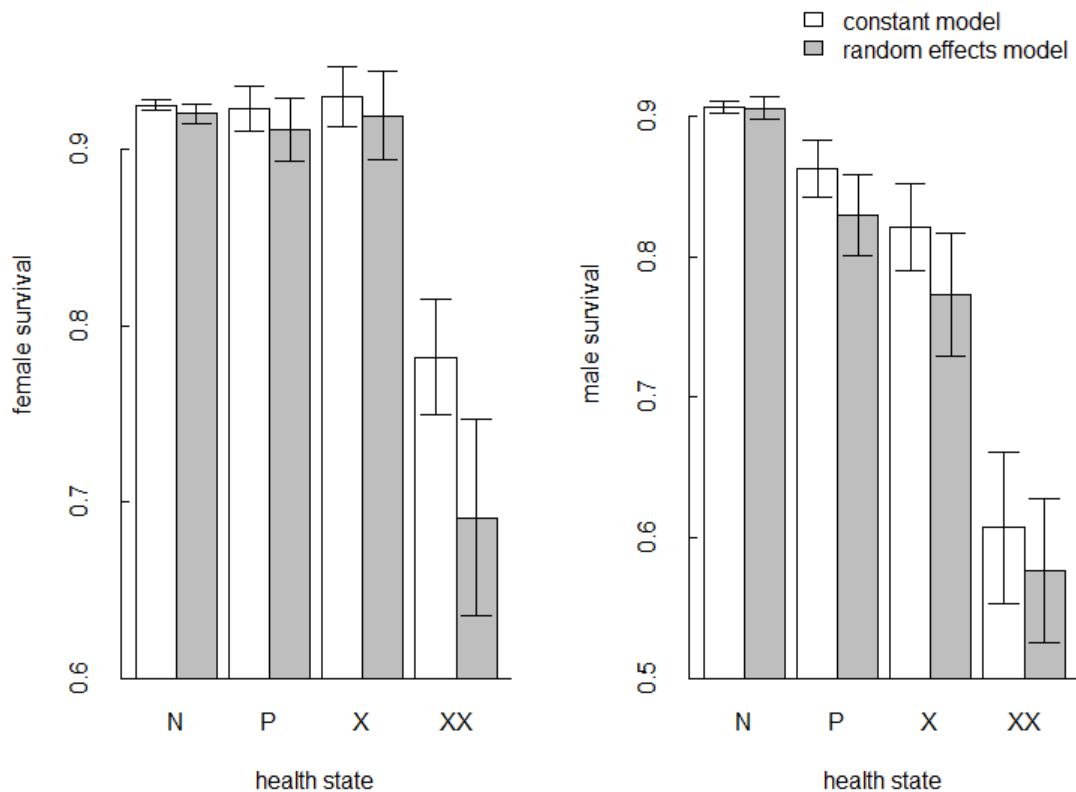 constant model
random effects model
female survival
0.9
0.8
0.7
0.6
N P X XX
health state
male survival
0.9
0.8
0.7
0.6
0.5
N P X XX
health state